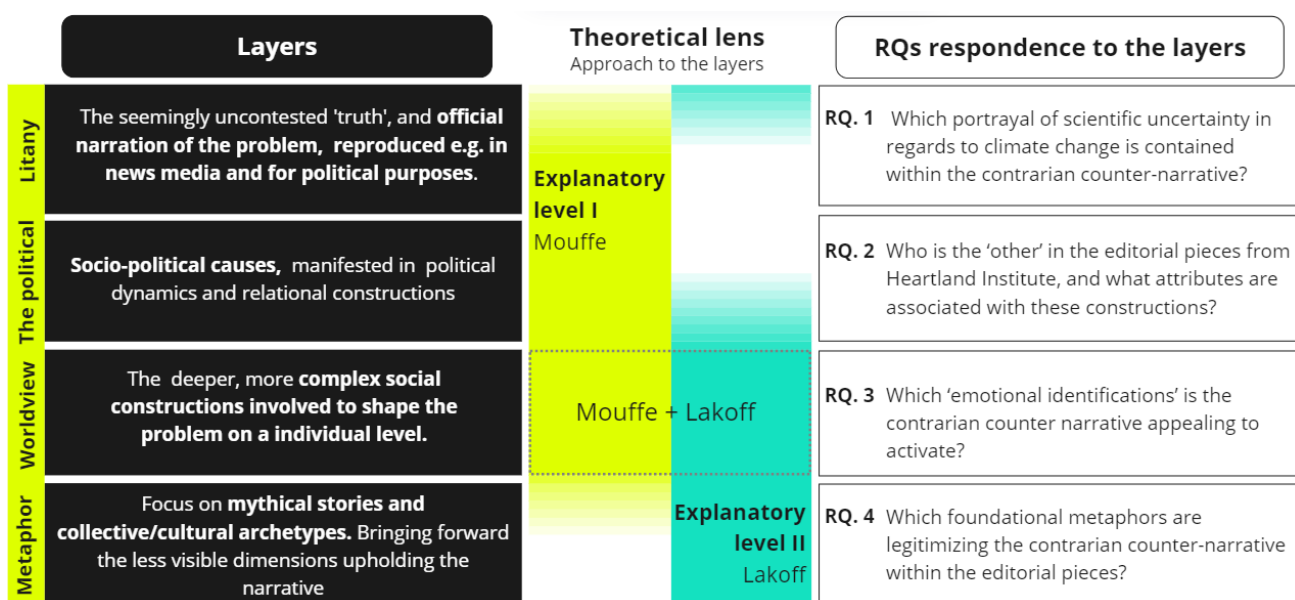 Layers
Theoretical lens
Approach to the layers
RQs respondence to the layers
Litany
The seemingly uncontested 'truth', and official
narration of the problem, reproduced e.g. in
news media and for political purposes.
Explanatory
level I
Mouffe
RQ. 1 Which portrayal of scientific uncertainty in
regards to climate change is contained
within the contrarian counter-narrative?
The political
Socio-political causes, manifested in political
dynamics and relational constructions
RQ. 2 Who is the ‘other’ in the editorial pieces from
Heartland Institute, and what attributes are
associated with these constructions?
Worldview
The deeper, more complex social
constructions involved to shape the
problem on a individual level.
Mouffe + Lakoff
RQ. 3 Which ‘emotional identifications’ is the
contrarian counter narrative appealing to
activate?
Metaphor
Focus on mythical stories and
collective/cultural archetypes. Bringing forward
the less visible dimensions upholding the
narrative
Explanatory
level II
Lakoff
RQ. 4 Which foundational metaphors are
legitimizing the contrarian counter-narrative
within the editorial pieces?